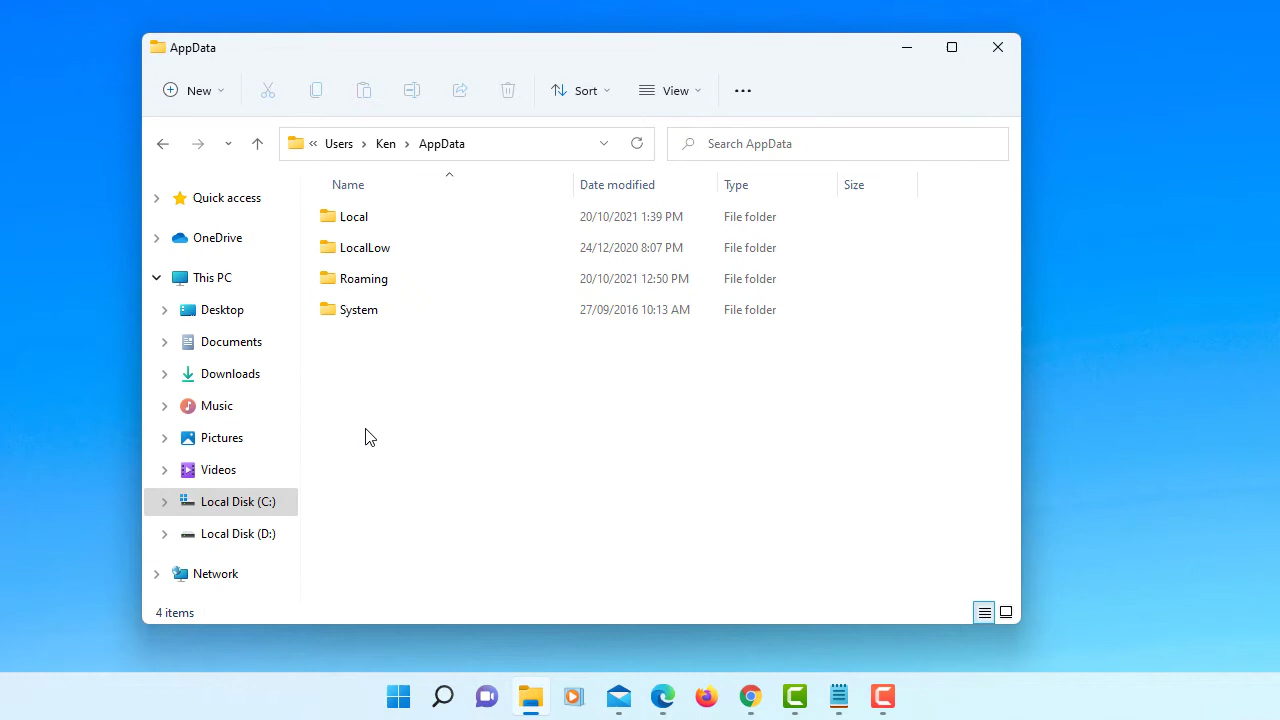 AppData
New Sort View
« Users > Ken > AppData Search AppData
Name Date modified Type Size
Quick access
OneDrive
This PC
Desktop
Documents
Downloads
Music
Pictures
Videos
Local Disk (C:)
Local Disk (D:)
Network
Local 20/10/2021 1:39 PM File folder
LocalLow 24/12/2020 8:07 PM File folder
Roaming 20/10/2021 12:50 PM File folder
System 27/09/2016 10:13 AM File folder
4 items